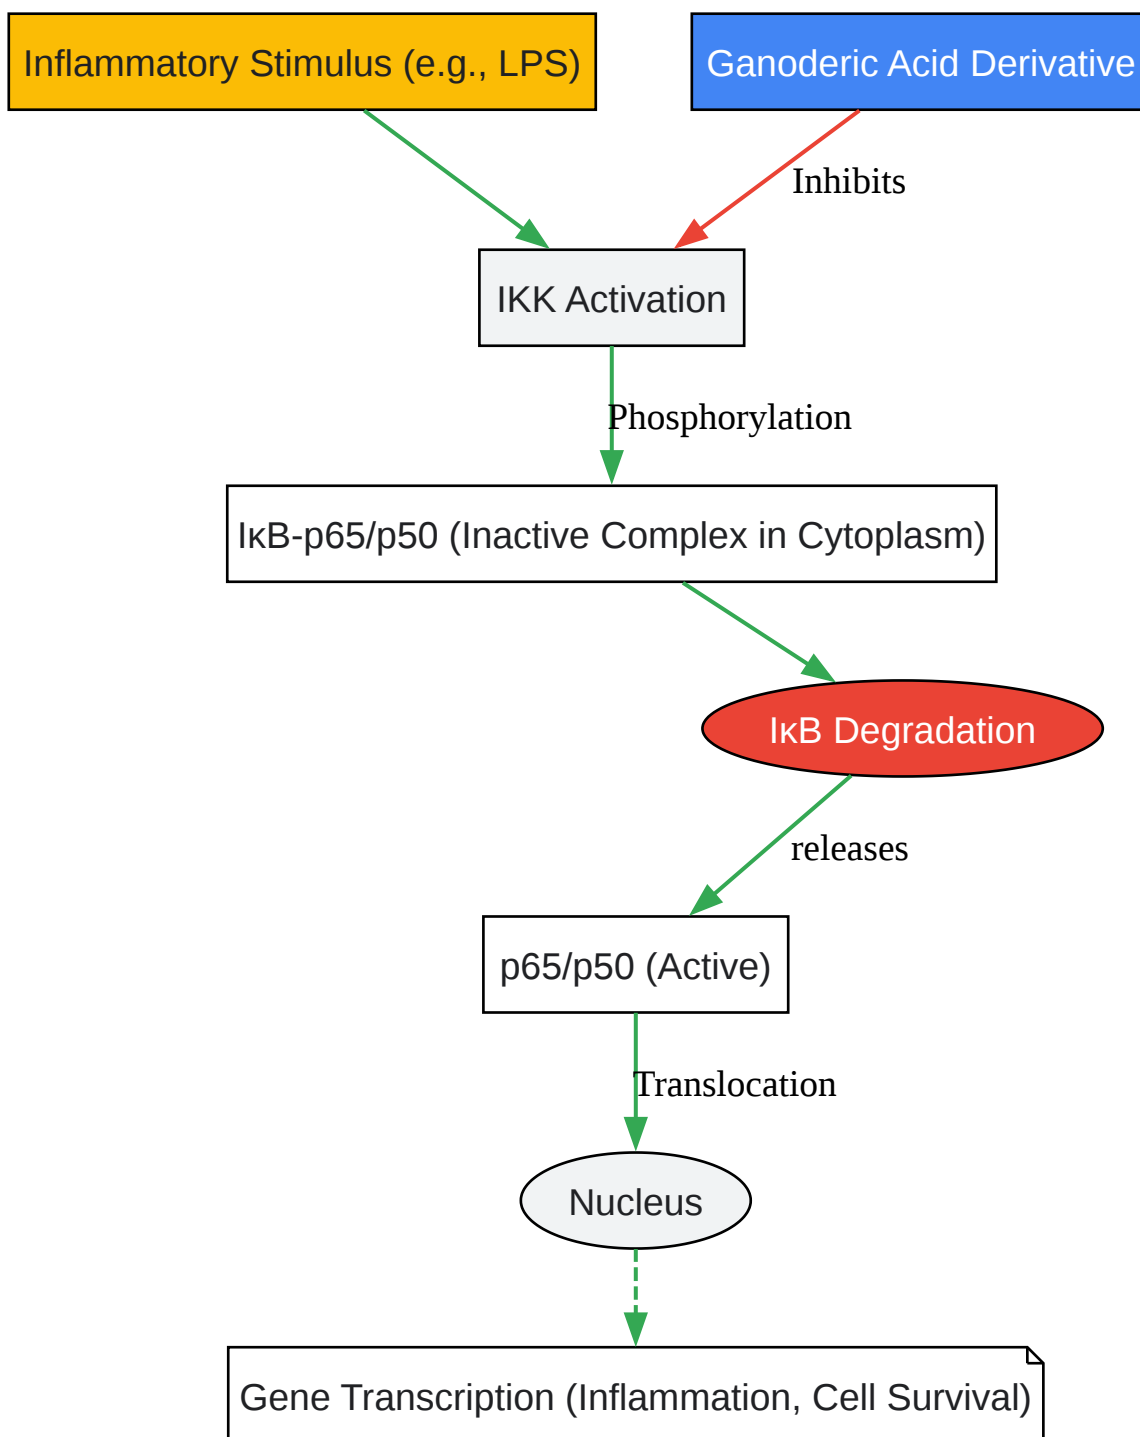 Inflammatory Stimulus (e.g., LPS)
Ganoderic Acid Derivative
Inhibits
IKK Activation
Phosphorylation
IκB-p65/p50 (Inactive Complex in Cytoplasm)
IκB Degradation
releases
p65/p50 (Active)
Translocation
Nucleus
Gene Transcription (Inflammation, Cell Survival)